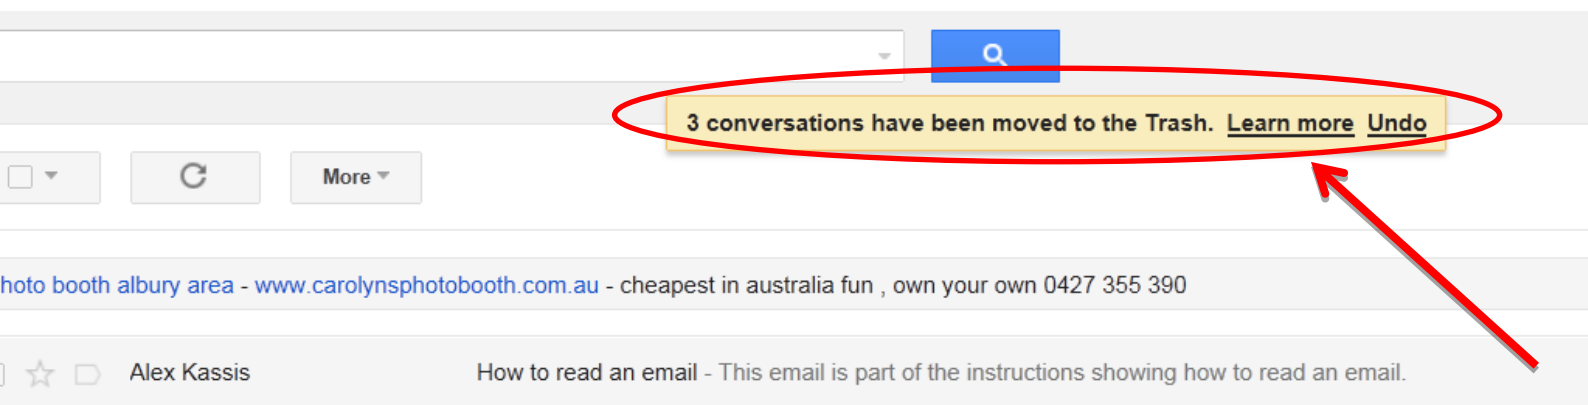 3 conversations have been moved to the Trash. Learn more Undo
More
hoto booth albury area - www.carolynsphotobooth.com.au - cheapest in australia fun , own your own 0427 355 390
Alex Kassis How to read an email - This email is part of the instructions showing how to read an email.